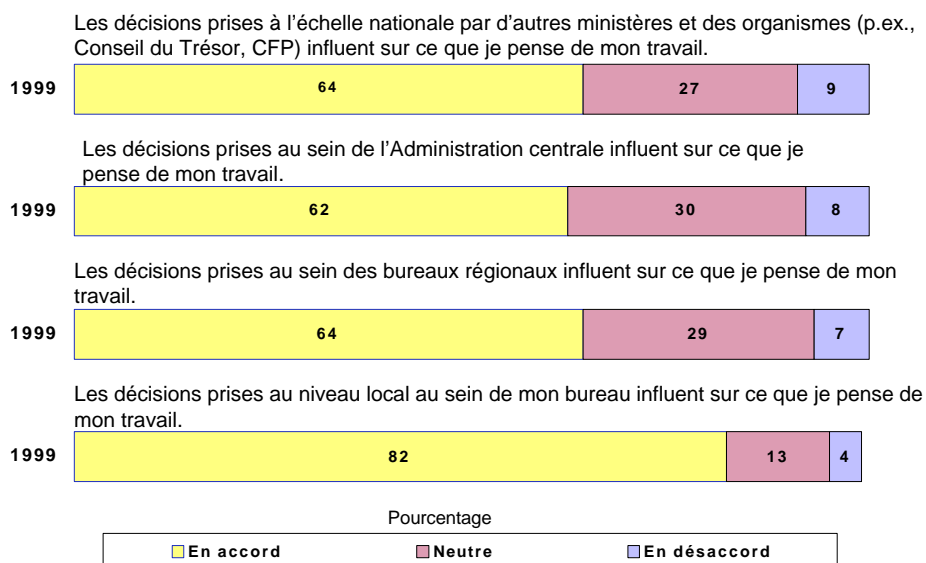 Les décisions prises à l'échelle nationale par d'autres ministères et des organismes (p.ex.,
Conseil du Trésor, CFP) influent sur ce que je pense de mon travail.
1999 64 27 9
Les décisions prises au sein de l'Administration centrale influent sur ce que je
pense de mon travail.
1999 62 30 8
Les décisions prises au sein des bureaux régionaux influent sur ce que je pense de mon
travail.
1999 64 29 7
Les décisions prises au niveau local au sein de mon bureau influent sur ce que je pense de
mon travail.
1999 82 13 4
Pourcentage
En accord Neutre En désaccord